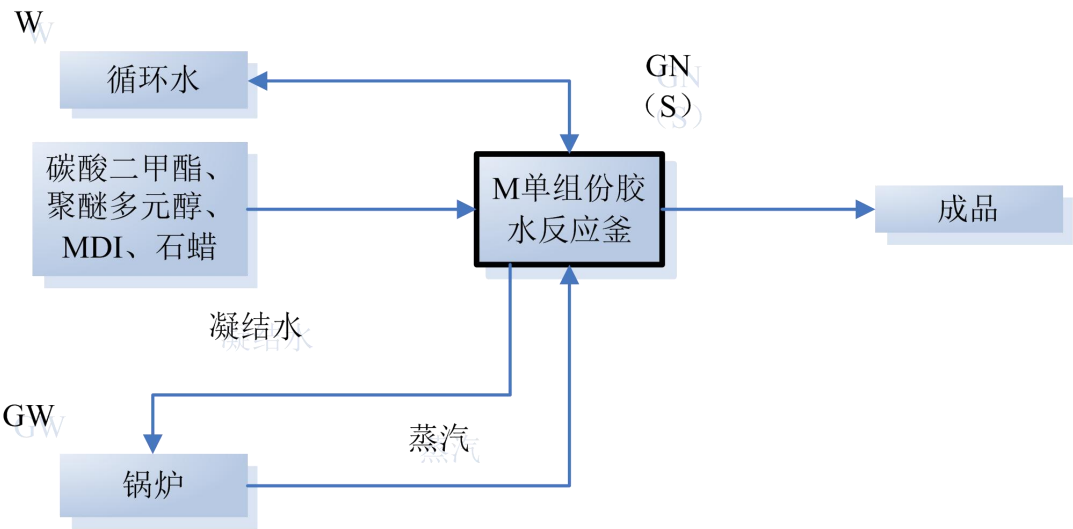 W
循环水
GN
（S）
碳酸二甲酯、
聚醚多元醇、
MDI、石蜡
M单组份胶
水反应釜
成品
凝结水
GW
蒸汽
锅炉